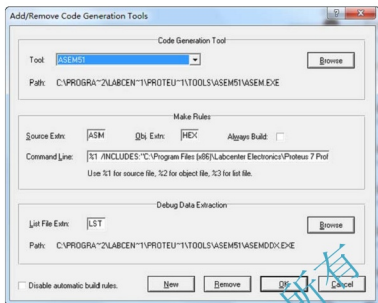 Add/Remove Code Generation Tools
Code Generation Tool
Tool: ASEM51 Browse
Path: C:\PROGRA~2\LABCEN~1\PROTEU~1\TOOLS\ASEM51\ASEM.EXE
Make Rules
Source Extn: ASM Obj. Extn: HEX Always Build:
Command Line: %1 /INCLUDES:"C:\Program Files (x86)\Labcenter Electronics\Proteus 7 Prof
Use %1 for source file, %2 for object file, %3 for list file.
Debug Data Extraction
List File Extn: LST Browse
Path: C:\PROGRA~2\LABCEN~1\PROTEU~1\TOOLS\ASEM51\ASEMDDX.EXE
Disable automatic build rules. New Remove OK Cancel
所有